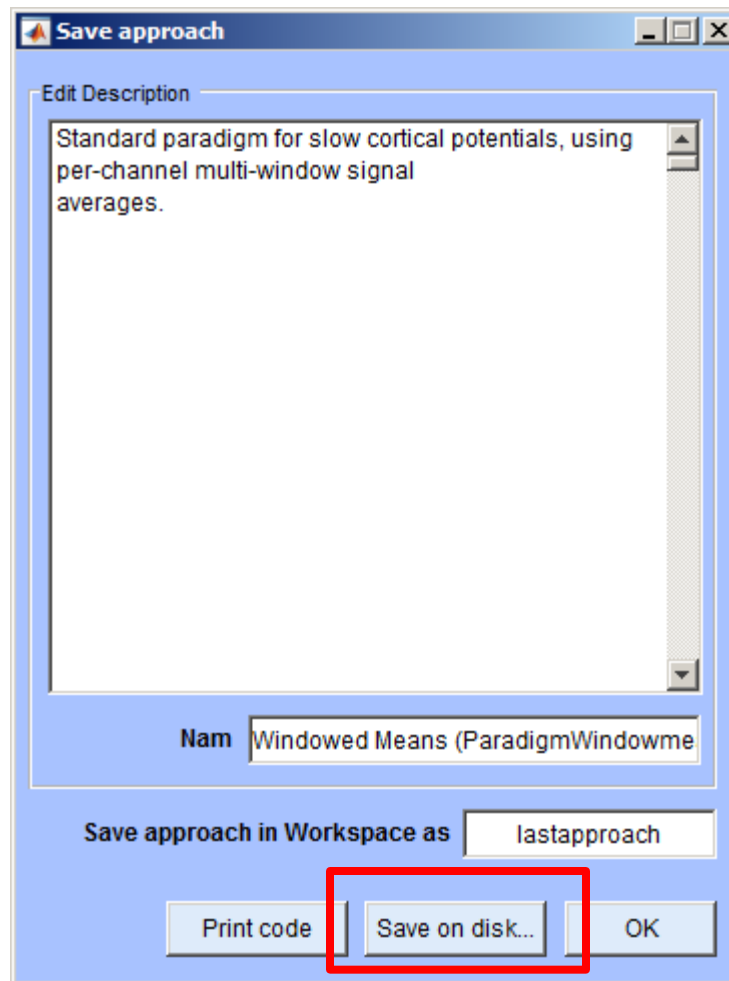 Save approach
Edit Description
Standard paradigm for slow cortical potentials, using
per-channel multi-window signal
averages.
Nam Windowed Means (ParadigmWindowme
Save approach in Workspace as lastapproach
Print code Save on disk... OK